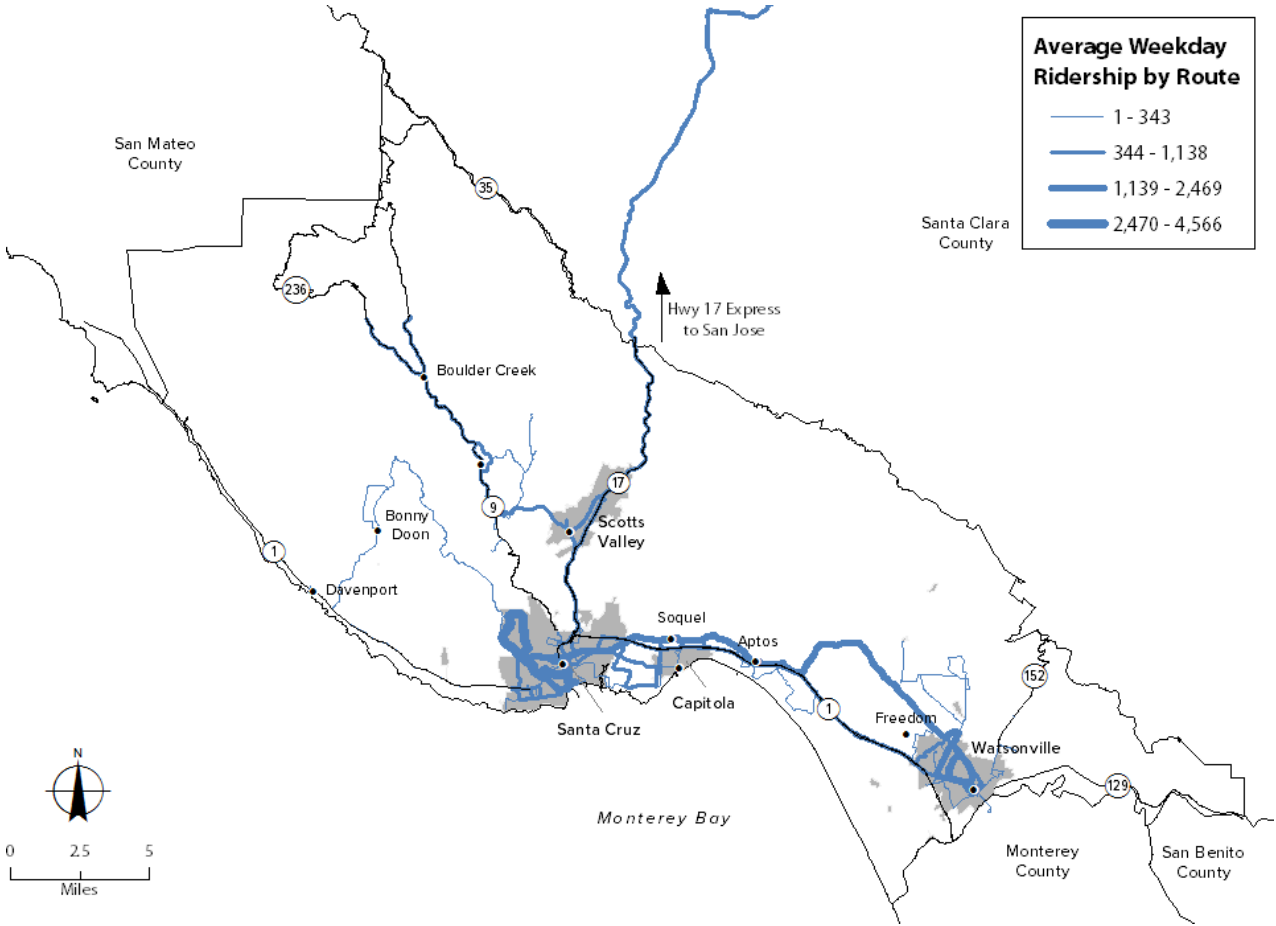 Average Weekday
Ridership by Route
1 - 343
344 - 1,138
1,139 - 2,469
2,470 - 4,566
San Mateo
County
35
Santa Clara
County
236
Hwy 17 Express
to San Jose
Boulder Creek
17
9
Bonny
Doon
Scotts
Valley
1
Davenport
Soquel
Aptos
152
Capitola
1
Freedom
Santa Cruz
Watsonville
N
129
Monterey Bay
0 2.5 5
Miles
Monterey
County
San Benito
County